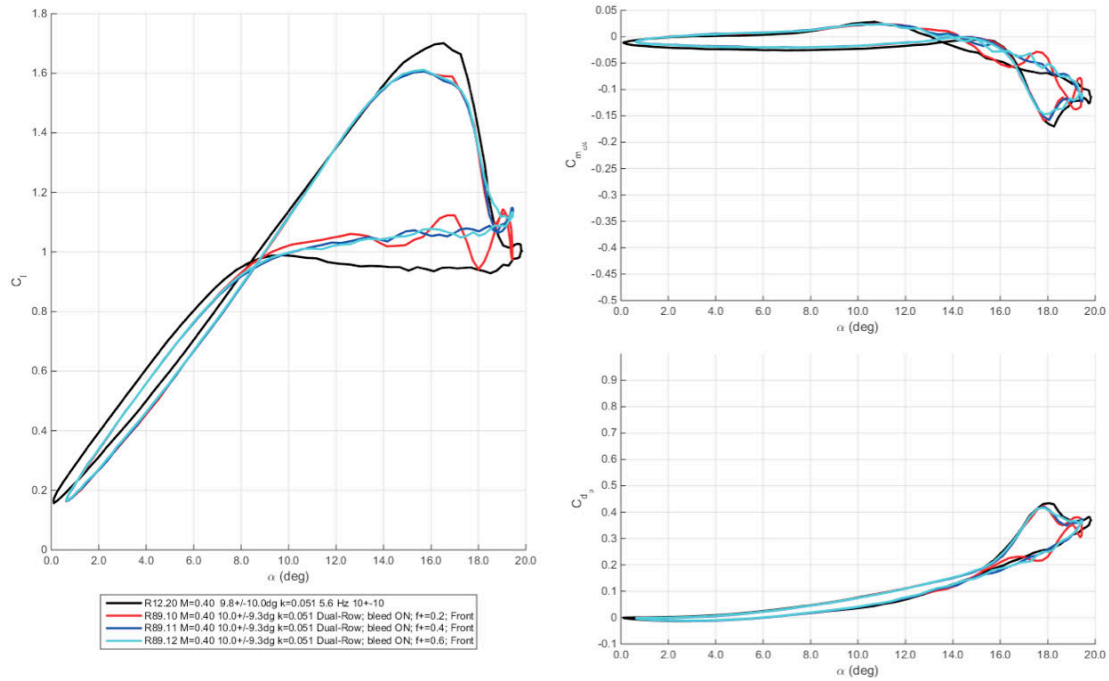 1.8
1.6
1.4
1.2
1
0.8
0.6
0.4
0.2
0
C_l
0.0 2.0 4.0 6.0 8.0 10.0 12.0 14.0 16.0 18.0 20.0
α (deg)
R12.20 M=0.40 9.8+/-10.0dg k=0.051 5.6 Hz 10+-10
R89.10 M=0.40 10.0+/-9.3dg k=0.051 Dual-Row; bleed ON; f+=0.2; Front
R89.11 M=0.40 10.0+/-9.3dg k=0.051 Dual-Row; bleed ON; f+=0.4; Front
R89.12 M=0.40 10.0+/-9.3dg k=0.051 Dual-Row; bleed ON; f+=0.6; Front
0.05
0
-0.05
-0.1
-0.15
-0.2
-0.25
-0.3
-0.35
-0.4
-0.45
-0.5
C_m c/4
0.0 2.0 4.0 6.0 8.0 10.0 12.0 14.0 16.0 18.0 20.0
α (deg)
0.9
0.8
0.7
0.6
0.5
0.4
0.3
0.2
0.1
0
-0.1
C_d p
0.0 2.0 4.0 6.0 8.0 10.0 12.0 14.0 16.0 18.0 20.0
α (deg)